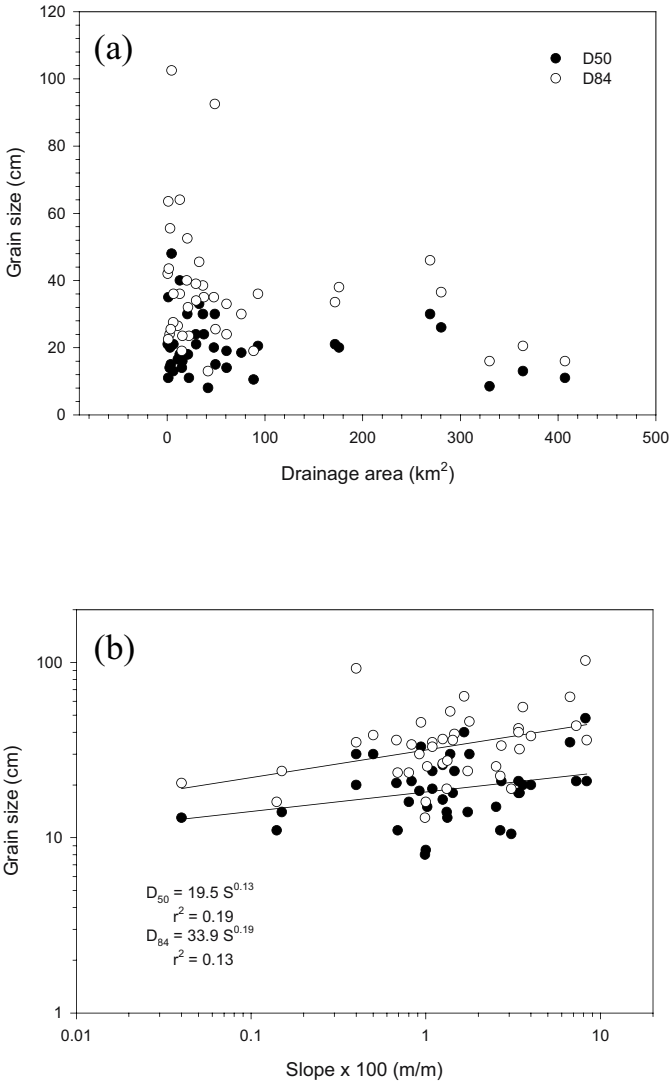 120
(a)
D50
D84
100
80
60
40
20
0
Grain size (cm)
0 100 200 300 400 500
Drainage area (km²)
(b)
100
10
1
Grain size (cm)
D₅₀ = 19.5 S^0.13
r² = 0.19
D₈₄ = 33.9 S^0.19
r² = 0.13
0.01 0.1 1 10
Slope x 100 (m/m)